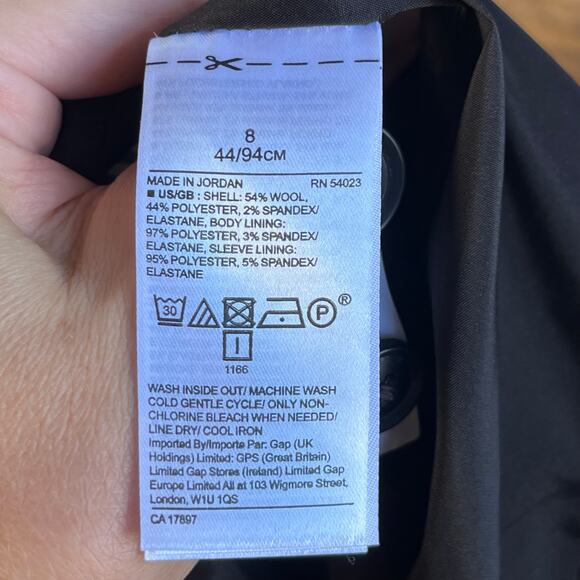 8
44/94CM
MADE IN JORDAN RN 54023
■ US/GB : SHELL: 54% WOOL,
44% POLYESTER, 2% SPANDEX/
ELASTANE, BODY LINING:
97% POLYESTER, 3% SPANDEX/
ELASTANE, SLEEVE LINING:
95% POLYESTER, 5% SPANDEX/
ELASTANE
30 P ®
I
1166
WASH INSIDE OUT/ MACHINE WASH
COLD GENTLE CYCLE/ ONLY NON-
CHLORINE BLEACH WHEN NEEDED/
LINE DRY/ COOL IRON
Imported By/Importe Par: Gap (UK
Holdings) Limited: GPS (Great Britain)
Limited Gap Stores (Ireland) Limited Gap
Europe Limited All at 103 Wigmore Street,
London, W1U 1QS
CA 17897